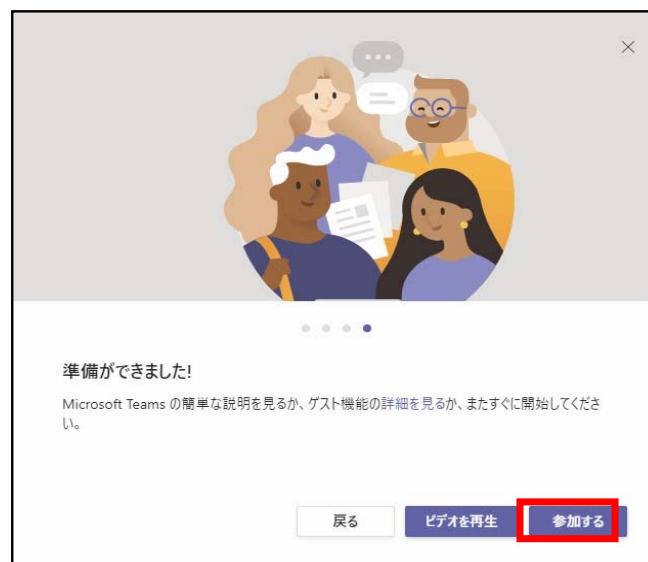 準備ができました!
Microsoft Teams の簡単な説明を見るか、ゲスト機能の詳細を見るか、またすぐに開始してくださ
い。
戻る
ビデオを再生
参加する